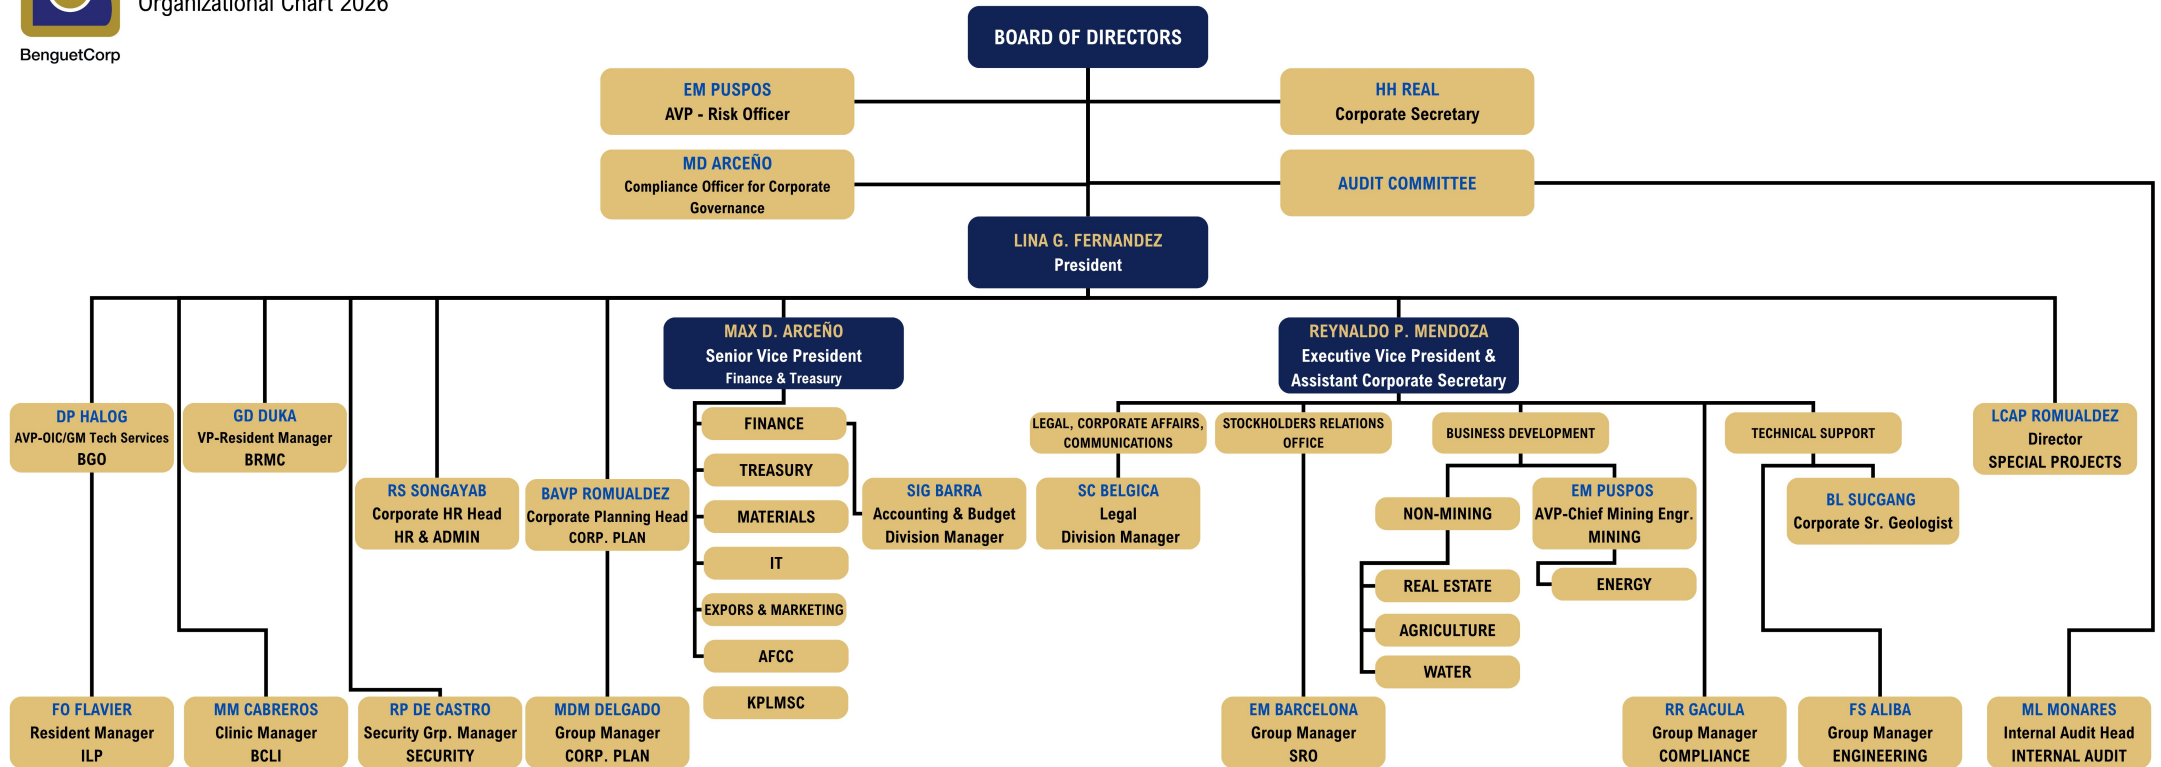 Organizational Chart 2026
BenguetCorp
BOARD OF DIRECTORS
EM PUSPOS
AVP - Risk Officer
HH REAL
Corporate Secretary
MD ARCEÑO
Compliance Officer for Corporate
Governance
AUDIT COMMITTEE
LINA G. FERNANDEZ
President
MAX D. ARCEÑO
Senior Vice President
Finance & Treasury
REYNALDO P. MENDOZA
Executive Vice President &
Assistant Corporate Secretary
DP HALOG
AVP-OIC/GM Tech Services
BGO
GD DUKA
VP-Resident Manager
BRMC
RS SONGAYAB
Corporate HR Head
HR & ADMIN
BAVP ROMUALDEZ
Corporate Planning Head
CORP. PLAN
FINANCE
TREASURY
MATERIALS
IT
EXPORS & MARKETING
AFCC
KPLMSC
SIG BARRA
Accounting & Budget
Division Manager
LEGAL, CORPORATE AFFAIRS,
COMMUNICATIONS
SC BELGICA
Legal
Division Manager
STOCKHOLDERS RELATIONS
OFFICE
BUSINESS DEVELOPMENT
NON-MINING
REAL ESTATE
AGRICULTURE
WATER
EM PUSPOS
AVP-Chief Mining Engr.
MINING
ENERGY
TECHNICAL SUPPORT
BL SUCGANG
Corporate Sr. Geologist
LCAP ROMUALDEZ
Director
SPECIAL PROJECTS
FO FLAVIER
Resident Manager
ILP
MM CABREROS
Clinic Manager
BCLI
RP DE CASTRO
Security Grp. Manager
SECURITY
MDM DELGADO
Group Manager
CORP. PLAN
EM BARCELONA
Group Manager
SRO
RR GACULA
Group Manager
COMPLIANCE
FS ALIBA
Group Manager
ENGINEERING
ML MONARES
Internal Audit Head
INTERNAL AUDIT